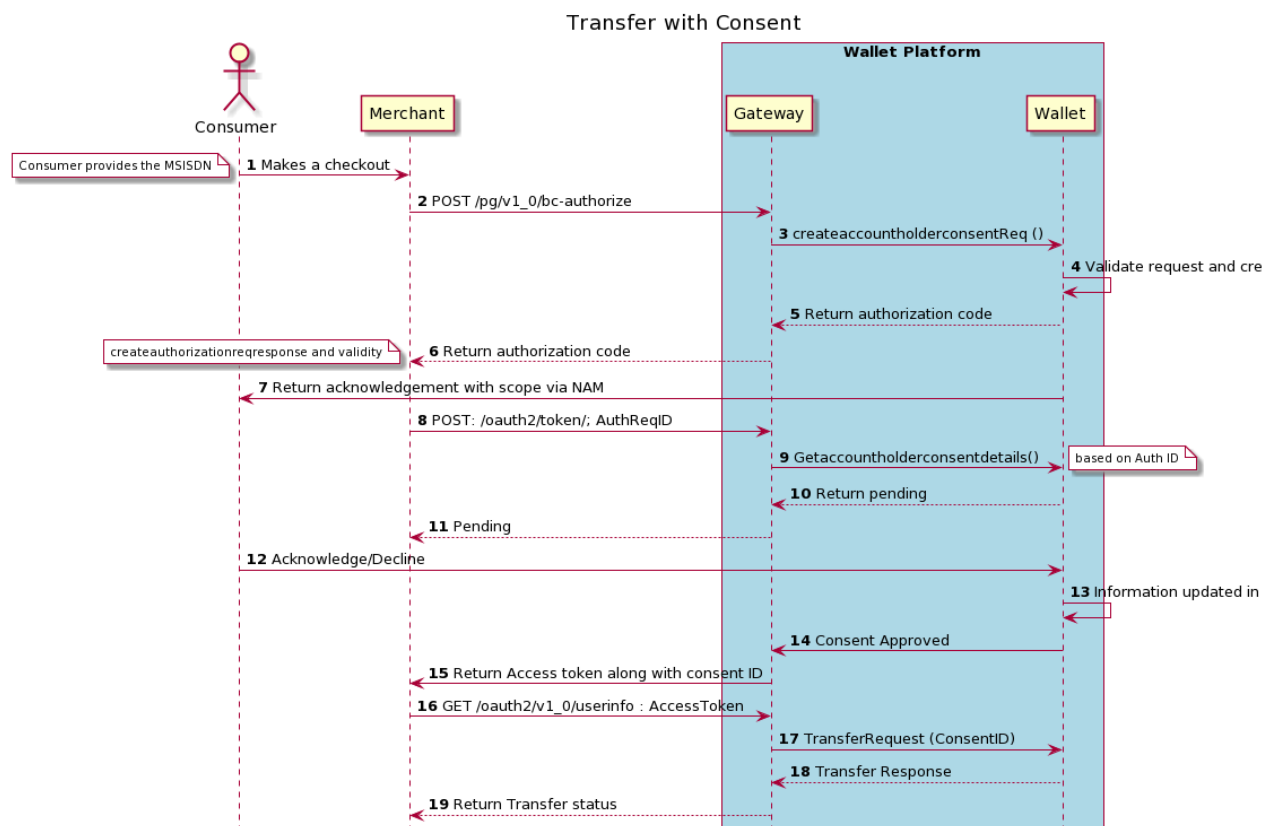 Transfer with Consent
Wallet Platform
Consumer
Merchant
Gateway
Wallet
Consumer provides the MSISDN
1 Makes a checkout
2 POST /pg/v1_0/bc-authorize
3 createaccountholderconsentReq ()
4 Validate request and cre
5 Return authorization code
createauthorizationreqresponse and validity
6 Return authorization code
7 Return acknowledgement with scope via NAM
8 POST: /oauth2/token/; AuthReqID
9 Getaccountholderconsentdetails()
based on Auth ID
10 Return pending
11 Pending
12 Acknowledge/Decline
13 Information updated in
14 Consent Approved
15 Return Access token along with consent ID
16 GET /oauth2/v1_0/userinfo : AccessToken
17 TransferRequest (ConsentID)
18 Transfer Response
19 Return Transfer status